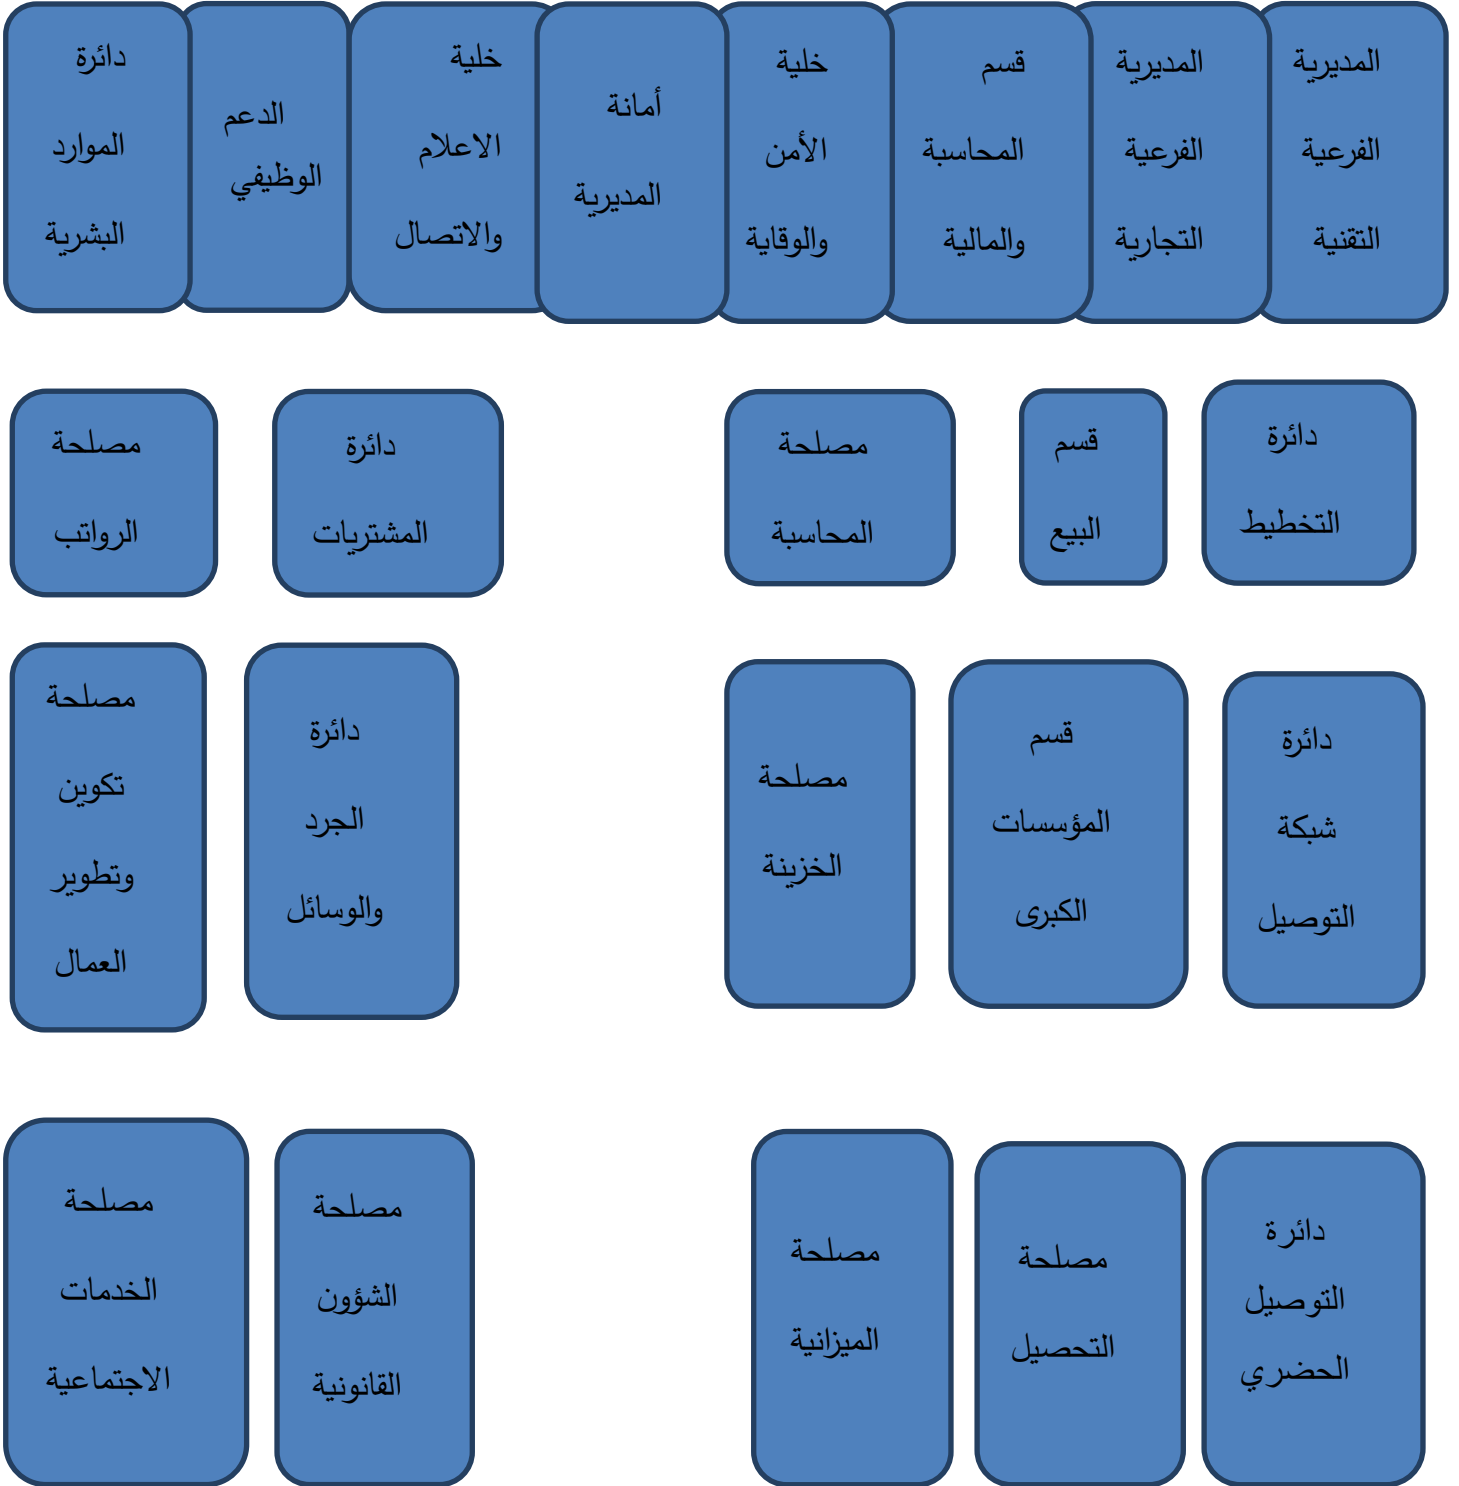 المديرية
الفرعية
التقنية
المديرية
الفرعية
التجارية
قسم
المحاسبة
والمالية
خلية
الأمن
والوقاية
أمانة
المديرية
خلية
الاعلام
والاتصال
الدعم
الوظيفي
دائرة
الموارد
البشرية
دائرة
التخطيط
قسم
البيع
مصلحة
المحاسبة
دائرة
المشتريات
مصلحة
الرواتب
دائرة
شبكة
التوصيل
قسم
المؤسسات
الكبرى
مصلحة
الخزينة
دائرة
الجرد
والوسائل
مصلحة
تكوين
وتطوير
العمال
دائرة
التوصيل
الحضري
مصلحة
التحصيل
مصلحة
الميزانية
مصلحة
الشؤون
القانونية
مصلحة
الخدمات
الاجتماعية